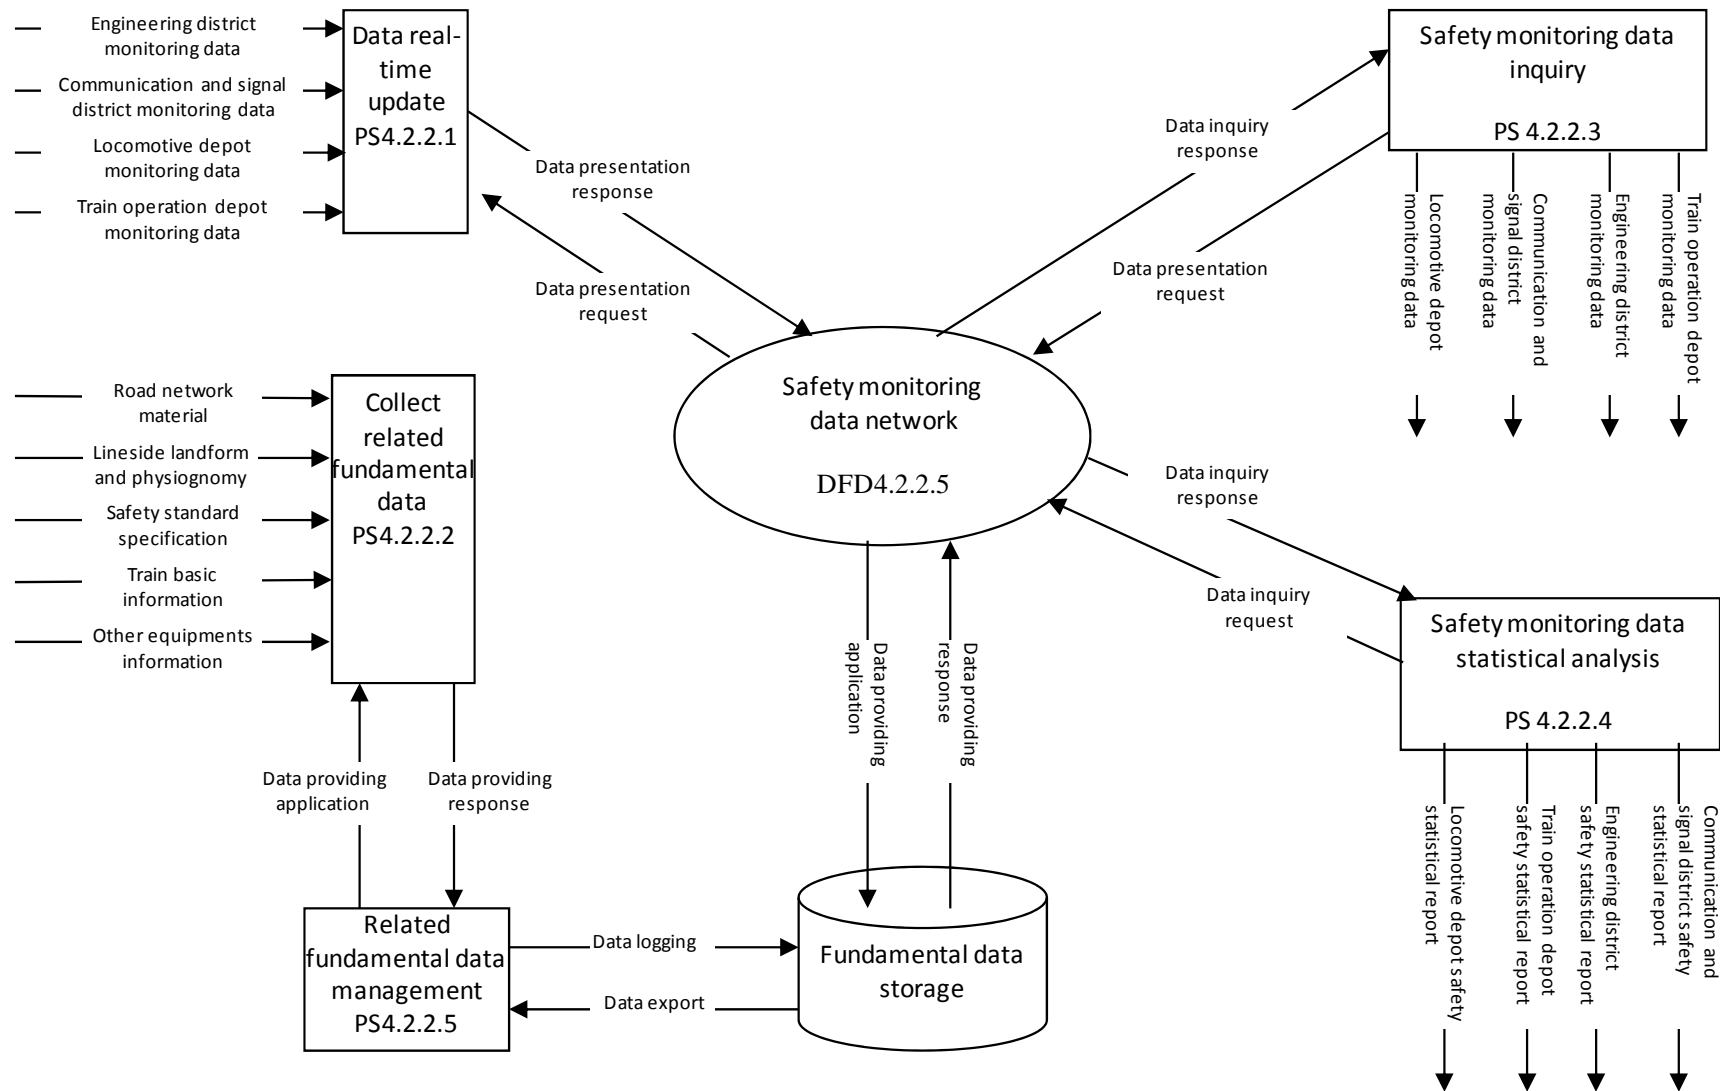 Engineering district
monitoring data
Communication and signal
district monitoring data
Locomotive depot
monitoring data
Train operation depot
monitoring data
Data real-
time
update
PS4.2.2.1
Data presentation
response
Data presentation
request
Safety monitoring data
inquiry
PS 4.2.2.3
Data inquiry
response
Data presentation
request
Locomotive depot
monitoring data
Communication and
signal district
monitoring data
Engineering district
monitoring data
Train operation depot
monitoring data
Road network
material
Lineside landform
and physiognomy
Safety standard
specification
Train basic
information
Other equipments
information
Collect
related
fundamental
data
PS4.2.2.2
Safety monitoring
data network
DFD4.2.2.5
Data inquiry
response
Data inquiry
request
Safety monitoring data
statistical analysis
PS 4.2.2.4
Data providing
application
Data providing
response
Data providing
application
Data providing
response
Locomotive depot safety
statistical report
Train operation depot
safety statistical report
Engineering district
safety statistical report
Communication and
signal district safety
statistical report
Related
fundamental data
management
PS4.2.2.5
Data logging
Data export
Fundamental data
storage